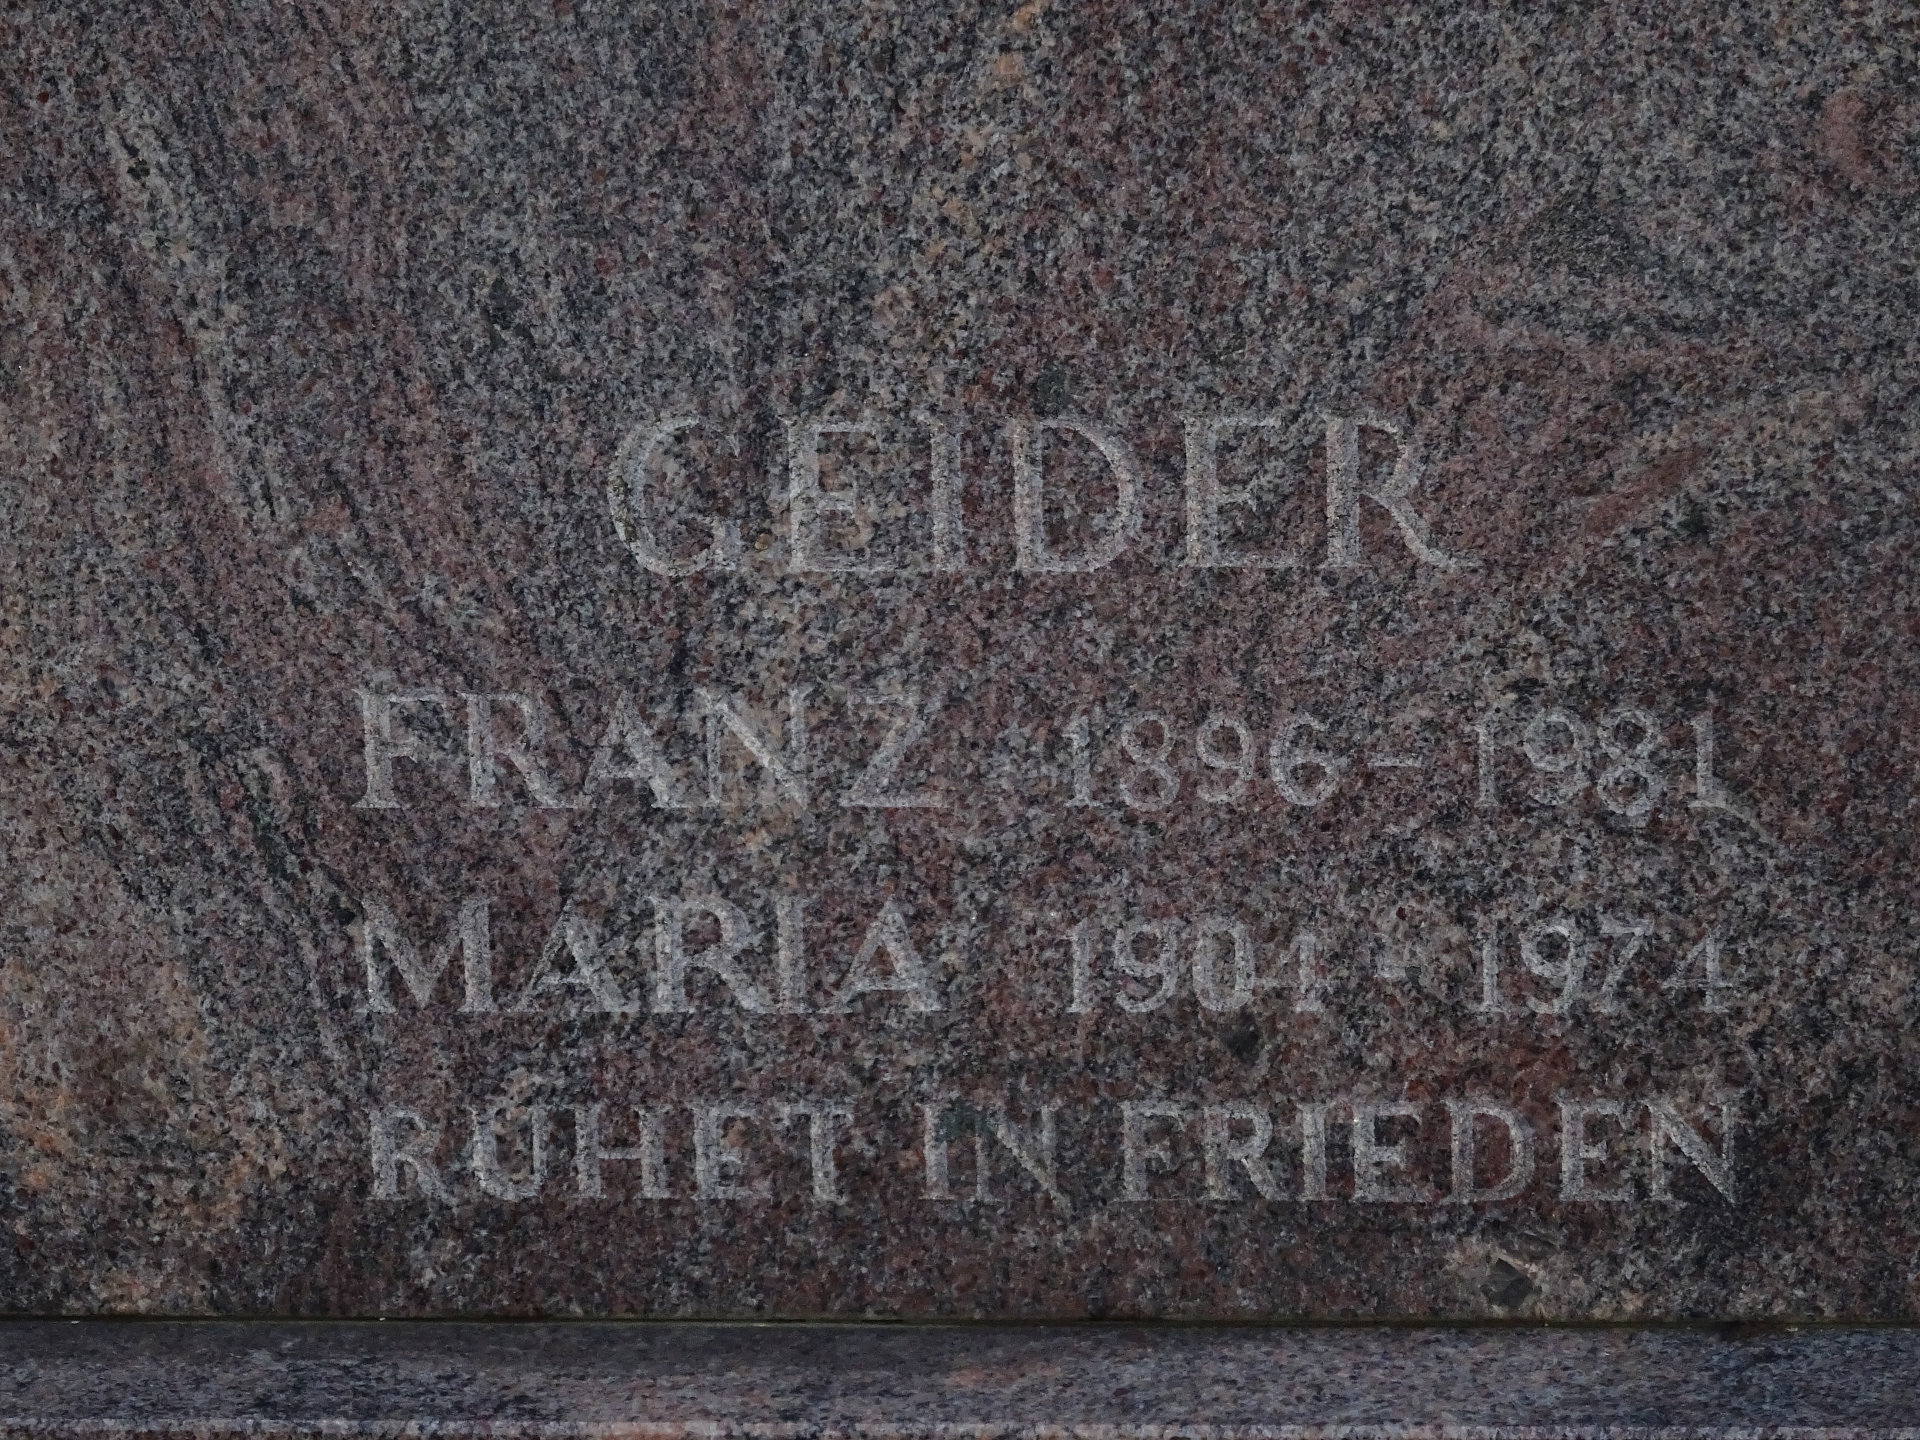 GEIDER
FRANZ 1896 – 1981
MARIA 1904 – 1974
RUHET IN FRIEDEN